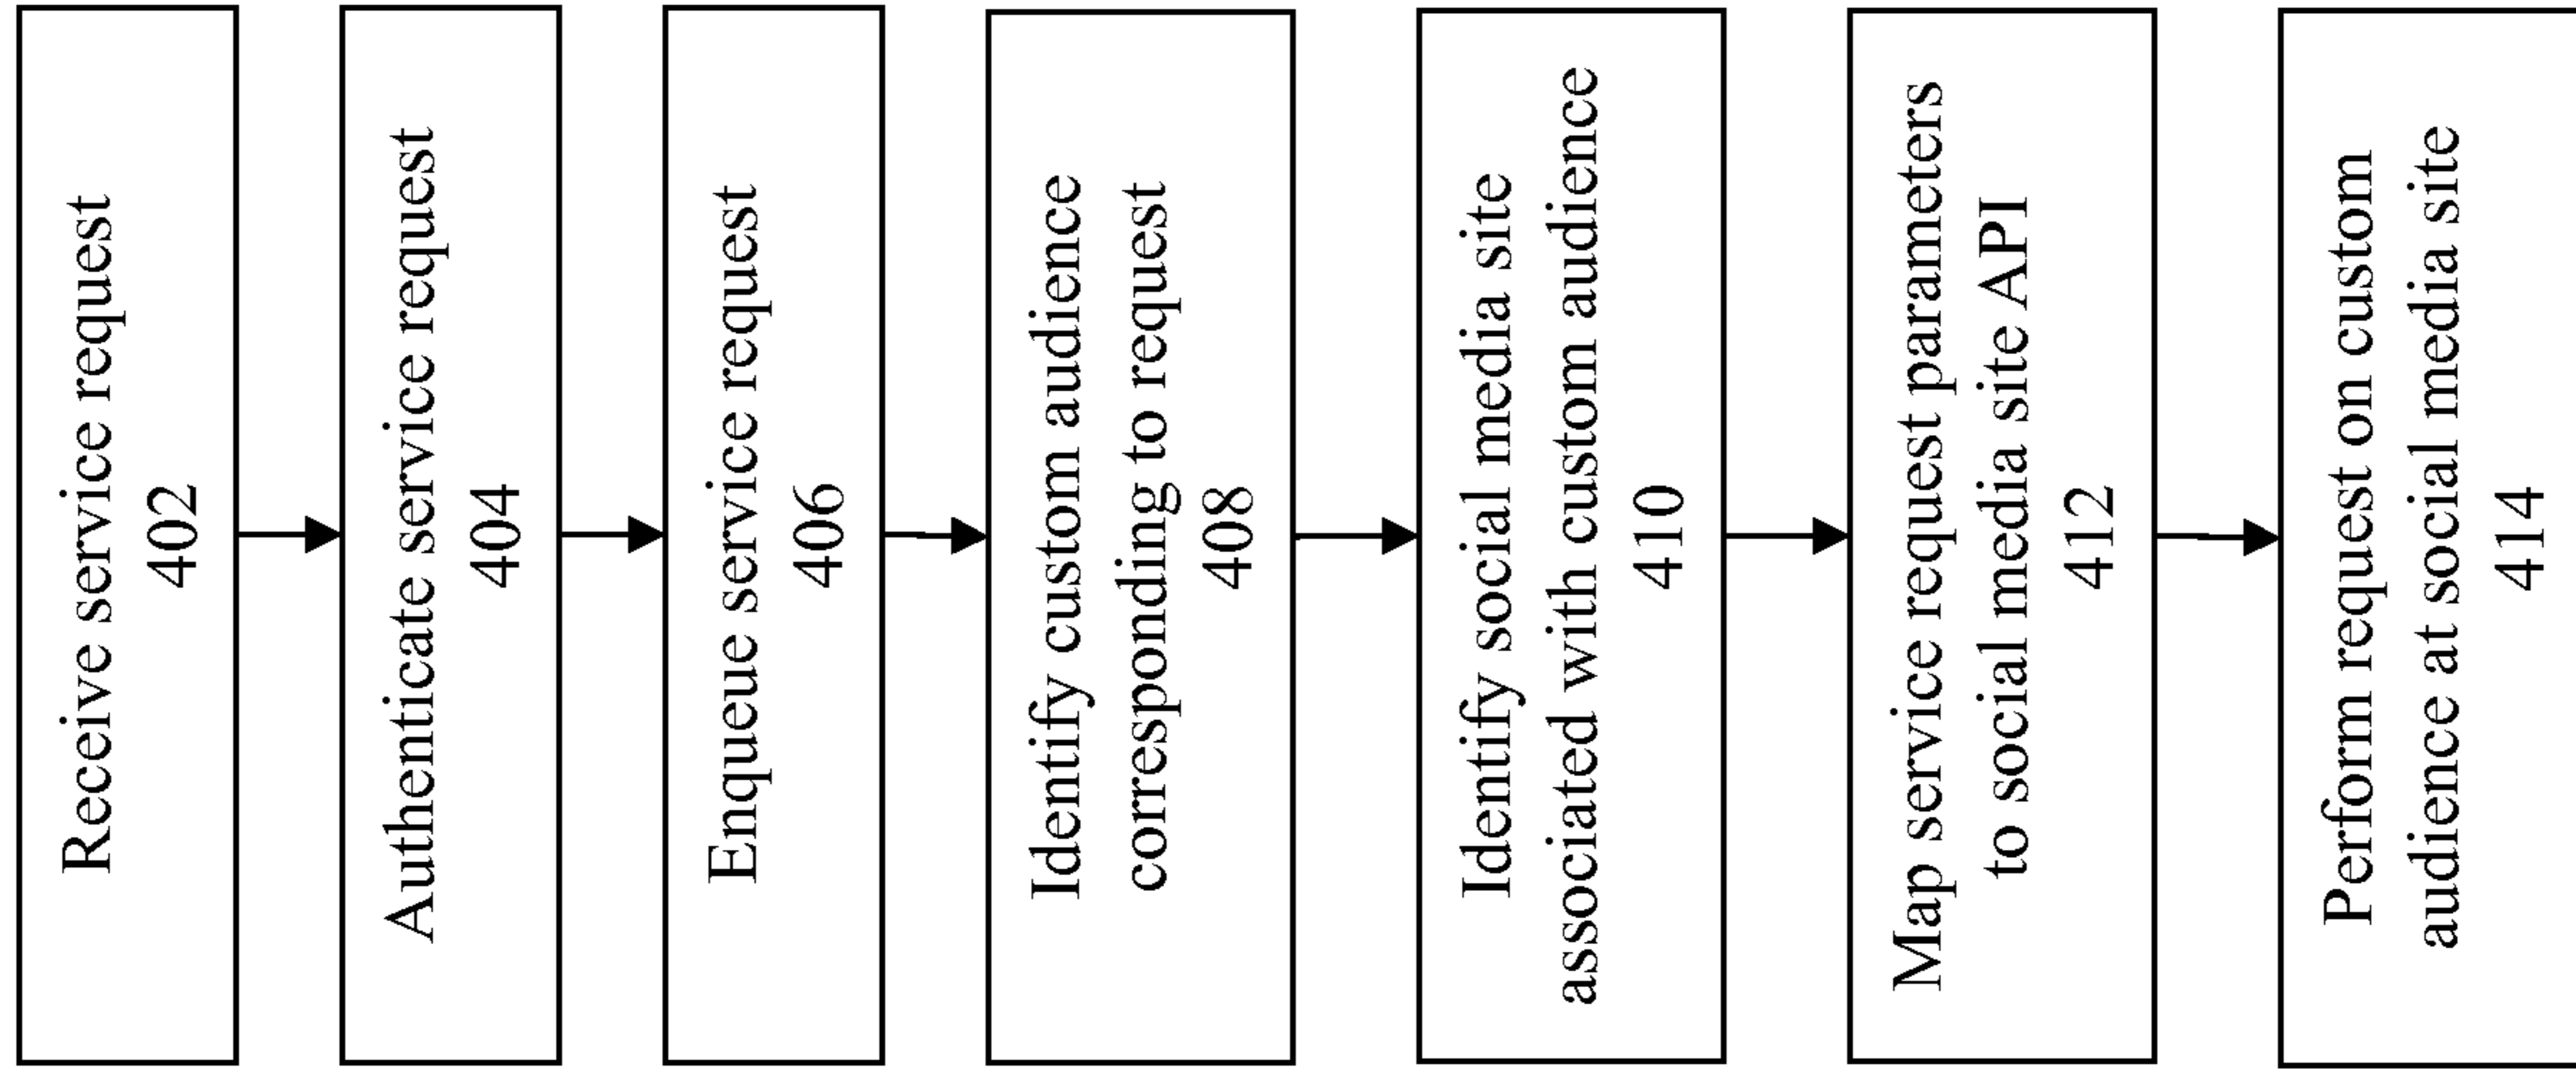 Receive service request
402
Authenticate service request
404
Enqueue service request
406
Identify custom audience
corresponding to request
408
Identify social media site
associated with custom audience
410
Map service request parameters
to social media site API
412
Perform request on custom
audience at social media site
414